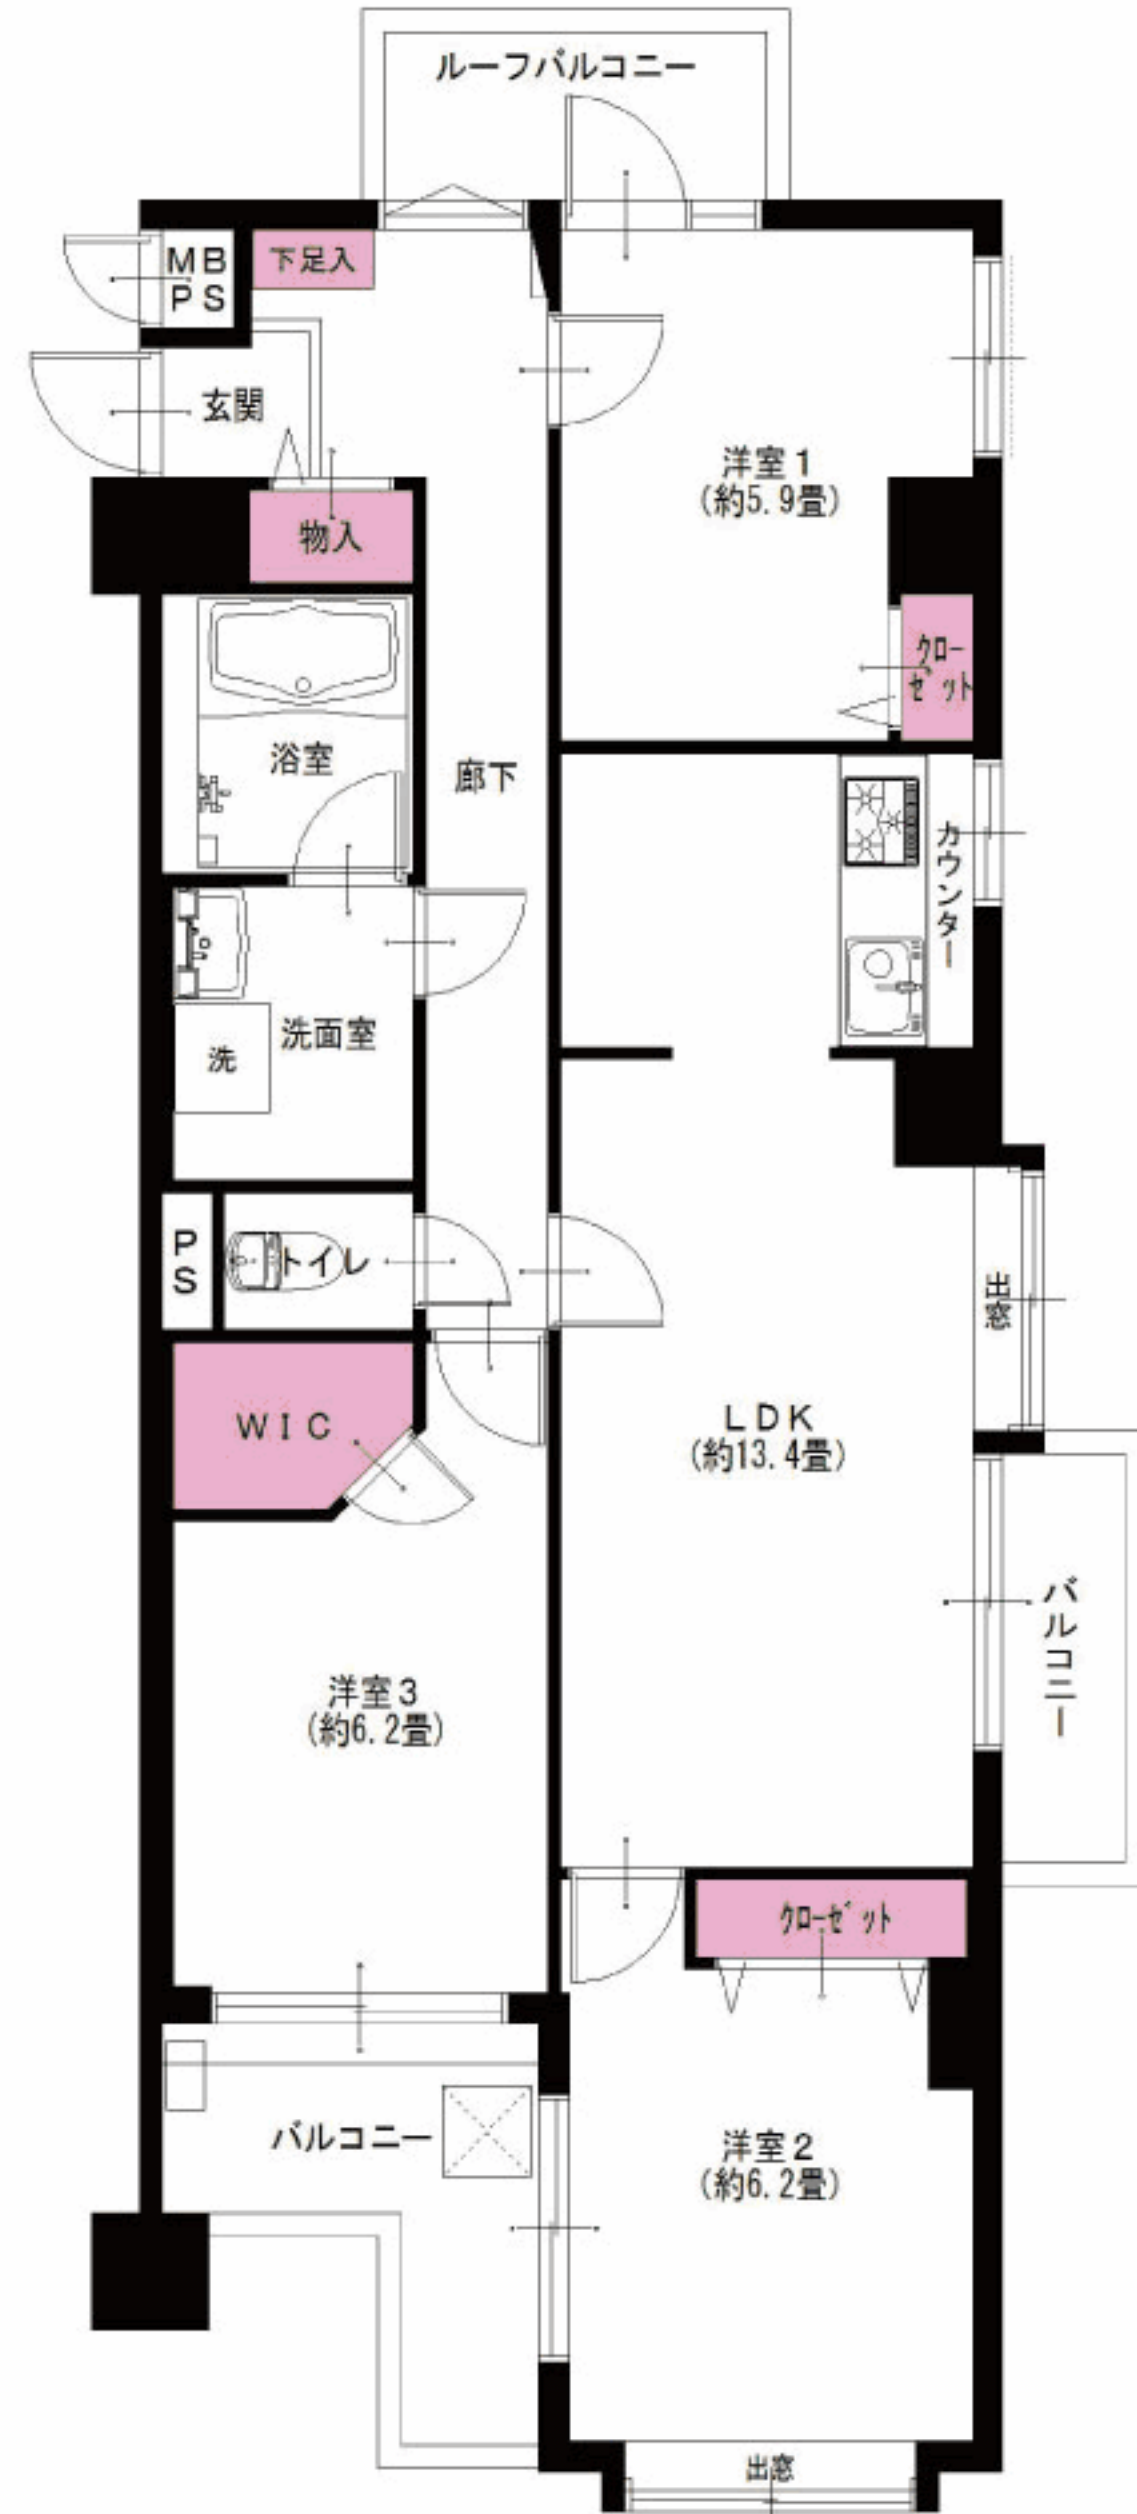 ルーフバルコニー
MB
PS
下足入
玄関
洋室1
(約5.9畳)
物入
クロー
ゼット
浴室
廊下
カウンター
洗面室
洗
PS
トイレ
出窓
WIC
LDK
(約13.4畳)
バルコニー
洋室3
(約6.2畳)
クローゼット
バルコニー
洋室2
(約6.2畳)
出窓